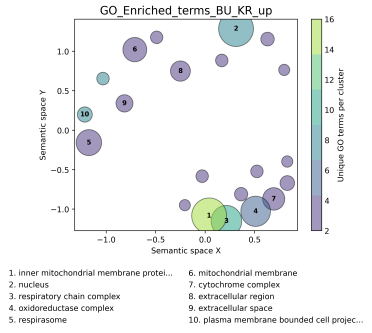 GO_Enriched_terms_BU_KR_up
Semantic space Y
1.0
0.5
0.0
−0.5
−1.0
−1.0
−0.5
0.0
0.5
Semantic space X
1
2
3
4
5
6
7
8
9
10
16
14
12
10
8
6
4
2
Unique GO terms per cluster
1. inner mitochondrial membrane protei...
2. nucleus
3. respiratory chain complex
4. oxidoreductase complex
5. respirasome
6. mitochondrial membrane
7. cytochrome complex
8. extracellular region
9. extracellular space
10. plasma membrane bounded cell projec...